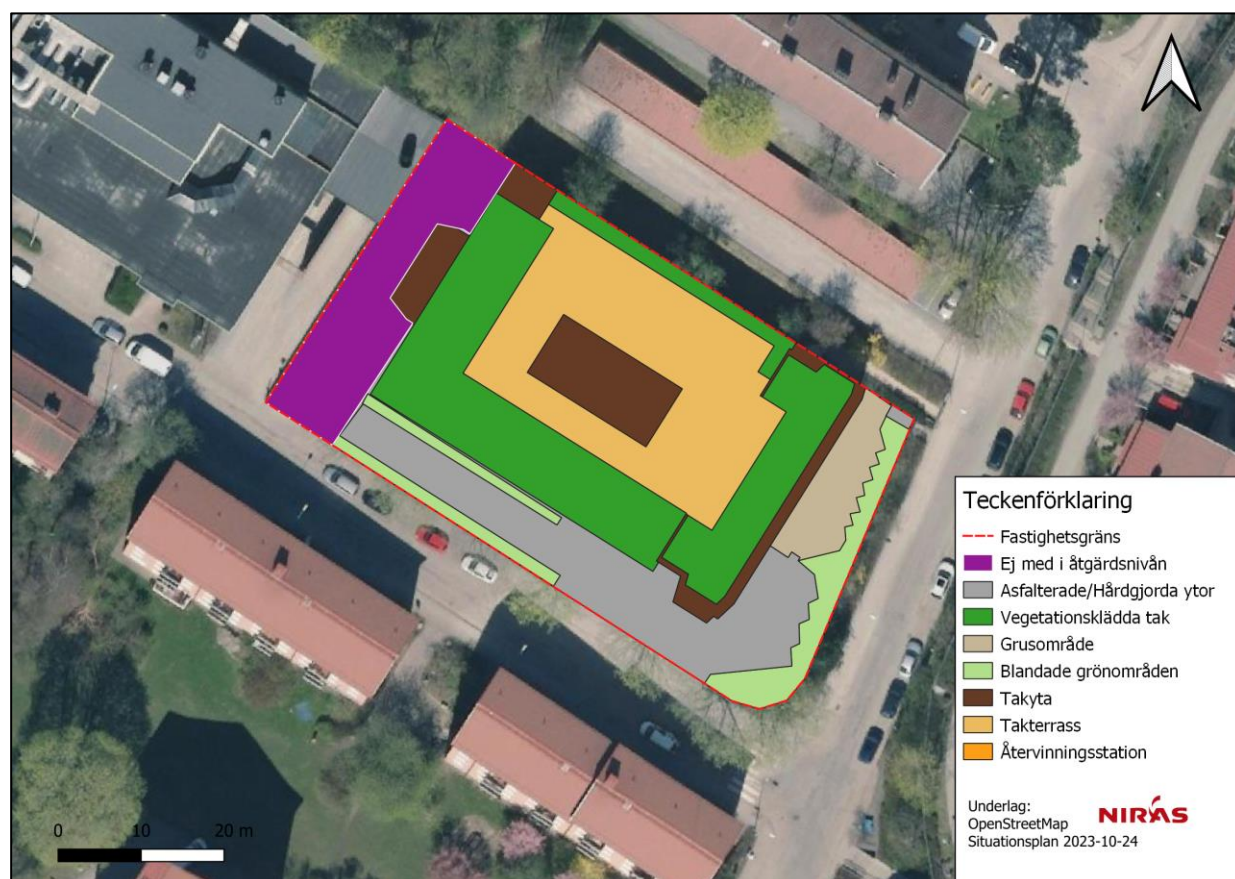 Teckenförklaring
Fastighetsgräns
Ej med i åtgärdsnivån
Asfalterade/Hårdgjorda ytor
Vegetationsklädda tak
Grusområde
Blandade grönområden
Takyta
Takterrass
Återvinningsstation
Underlag:
OpenStreetMap
Situationsplan 2023-10-24
NIRAS
0 10 20 m